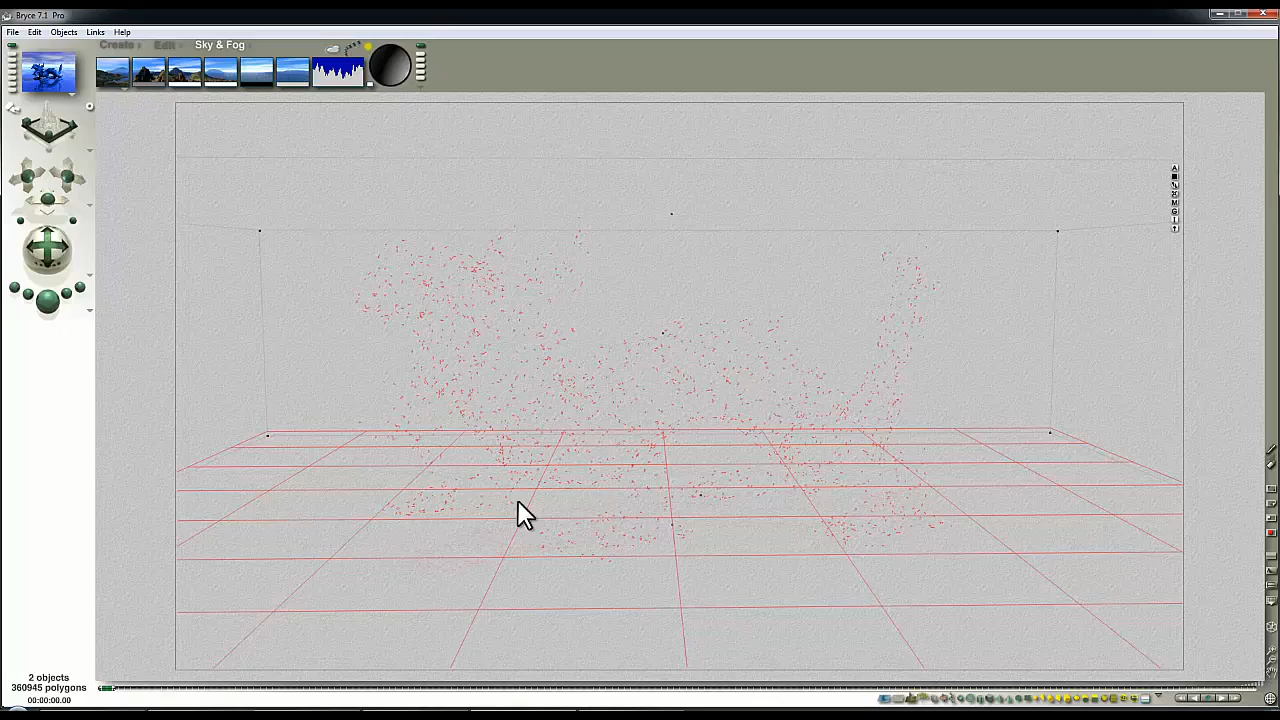 Bryce 7.1 Pro
File Edit Objects Links Help
Create Edit Sky & Fog
A
M
2 objects
360945 polygons
00:00:00.00